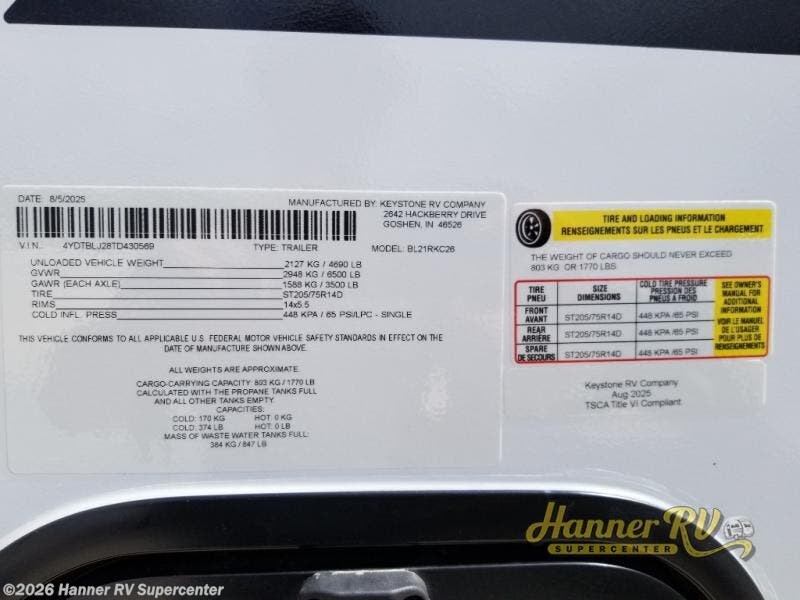 DATE: 8/5/2025
MANUFACTURED BY: KEYSTONE RV COMPANY
2642 HACKBERRY DRIVE
GOSHEN, IN 46526
V.I.N. 4YDTBLJ28TD430569 TYPE: TRAILER MODEL: BL21RKC26
UNLOADED VEHICLE WEIGHT 2127 KG / 4690 LB
GVWR 2948 KG / 6500 LB
GAWR (EACH AXLE) 1588 KG / 3500 LB
TIRE ST205/75R14D
RIMS 14x5.5
COLD INFL. PRESS 448 KPA / 65 PSI/LPC - SINGLE
THIS VEHICLE CONFORMS TO ALL APPLICABLE U.S. FEDERAL MOTOR VEHICLE SAFETY STANDARDS IN EFFECT ON THE
DATE OF MANUFACTURE SHOWN ABOVE.
ALL WEIGHTS ARE APPROXIMATE.
CARGO-CARRYING CAPACITY: 803 KG / 1770 LB
CALCULATED WITH THE PROPANE TANKS FULL
AND ALL OTHER TANKS EMPTY.
CAPACITIES:
COLD: 170 KG HOT: 0 KG
COLD: 374 LB HOT: 0 LB
MASS OF WASTE WATER TANKS FULL:
384 KG / 847 LB
TIRE AND LOADING INFORMATION
RENSEIGNEMENTS SUR LES PNEUS ET LE CHARGEMENT
THE WEIGHT OF CARGO SHOULD NEVER EXCEED
803 KG OR 1770 LBS
TIRE
PNEU
SIZE
DIMENSIONS
COLD TIRE PRESSURE
PRESSION DES
PNEUS A FROID
FRONT
AVANT
ST205/75R14D
448 KPA /65 PSI
REAR
ARRIÈRE
ST205/75R14D
448 KPA /65 PSI
SPARE
DE SECOURS
ST205/75R14D
448 KPA /65 PSI
SEE OWNER'S
MANUAL FOR
ADDITIONAL
INFORMATION
VOIR LE MANUEL
DE L'USAGER
POUR PLUS DE
RENSEIGNEMENTS
Keystone RV Company
Aug 2025
TSCA Title VI Compliant
Hanner RV
SUPERCENTER
©2026 Hanner RV Supercenter